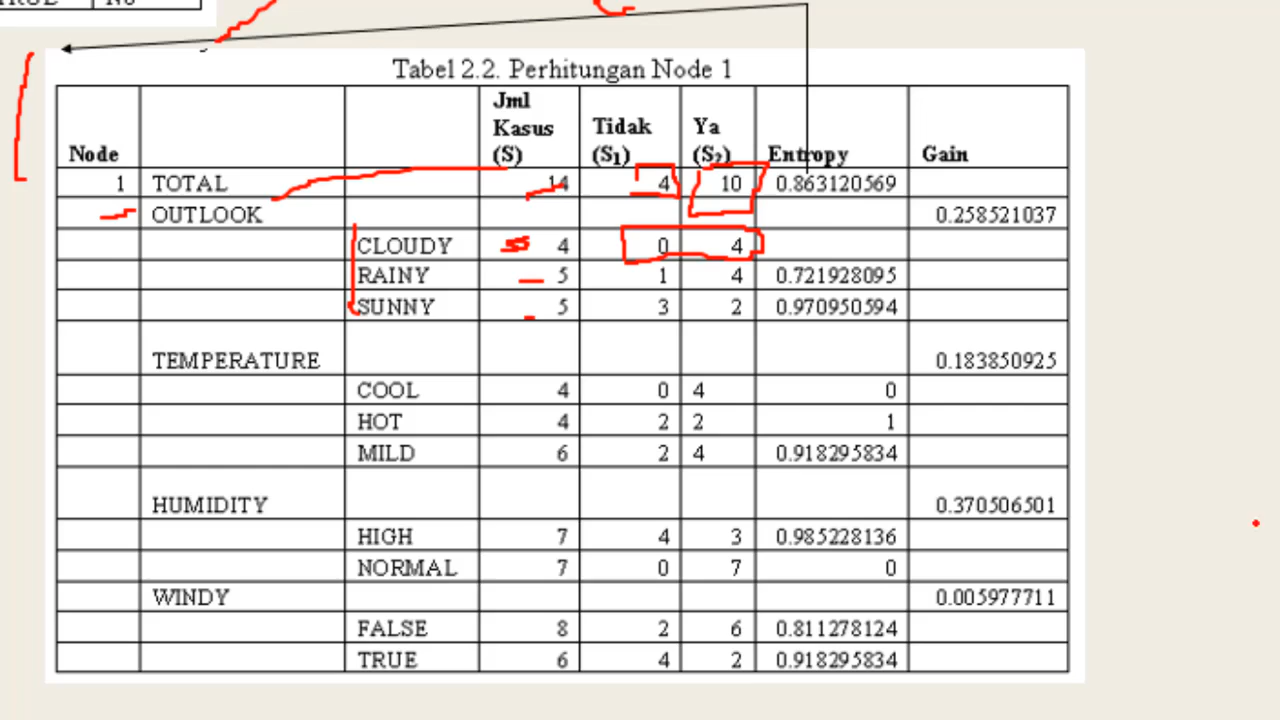 TRUE No
Tabel 2.2. Perhitungan Node 1
Node Jml Kasus (S) Tidak (S1) Ya (S2) Entropy Gain
1 TOTAL 14 4 10 0.863120569
OUTLOOK 0.258521037
CLOUDY 4 0 4
RAINY 5 1 4 0.721928095
SUNNY 5 3 2 0.970950594
TEMPERATURE 0.183850925
COOL 4 0 4 0
HOT 4 2 2 1
MILD 6 2 4 0.918295834
HUMIDITY 0.370506501
HIGH 7 4 3 0.985228136
NORMAL 7 0 7 0
WINDY 0.005977711
FALSE 8 2 6 0.811278124
TRUE 6 4 2 0.918295834